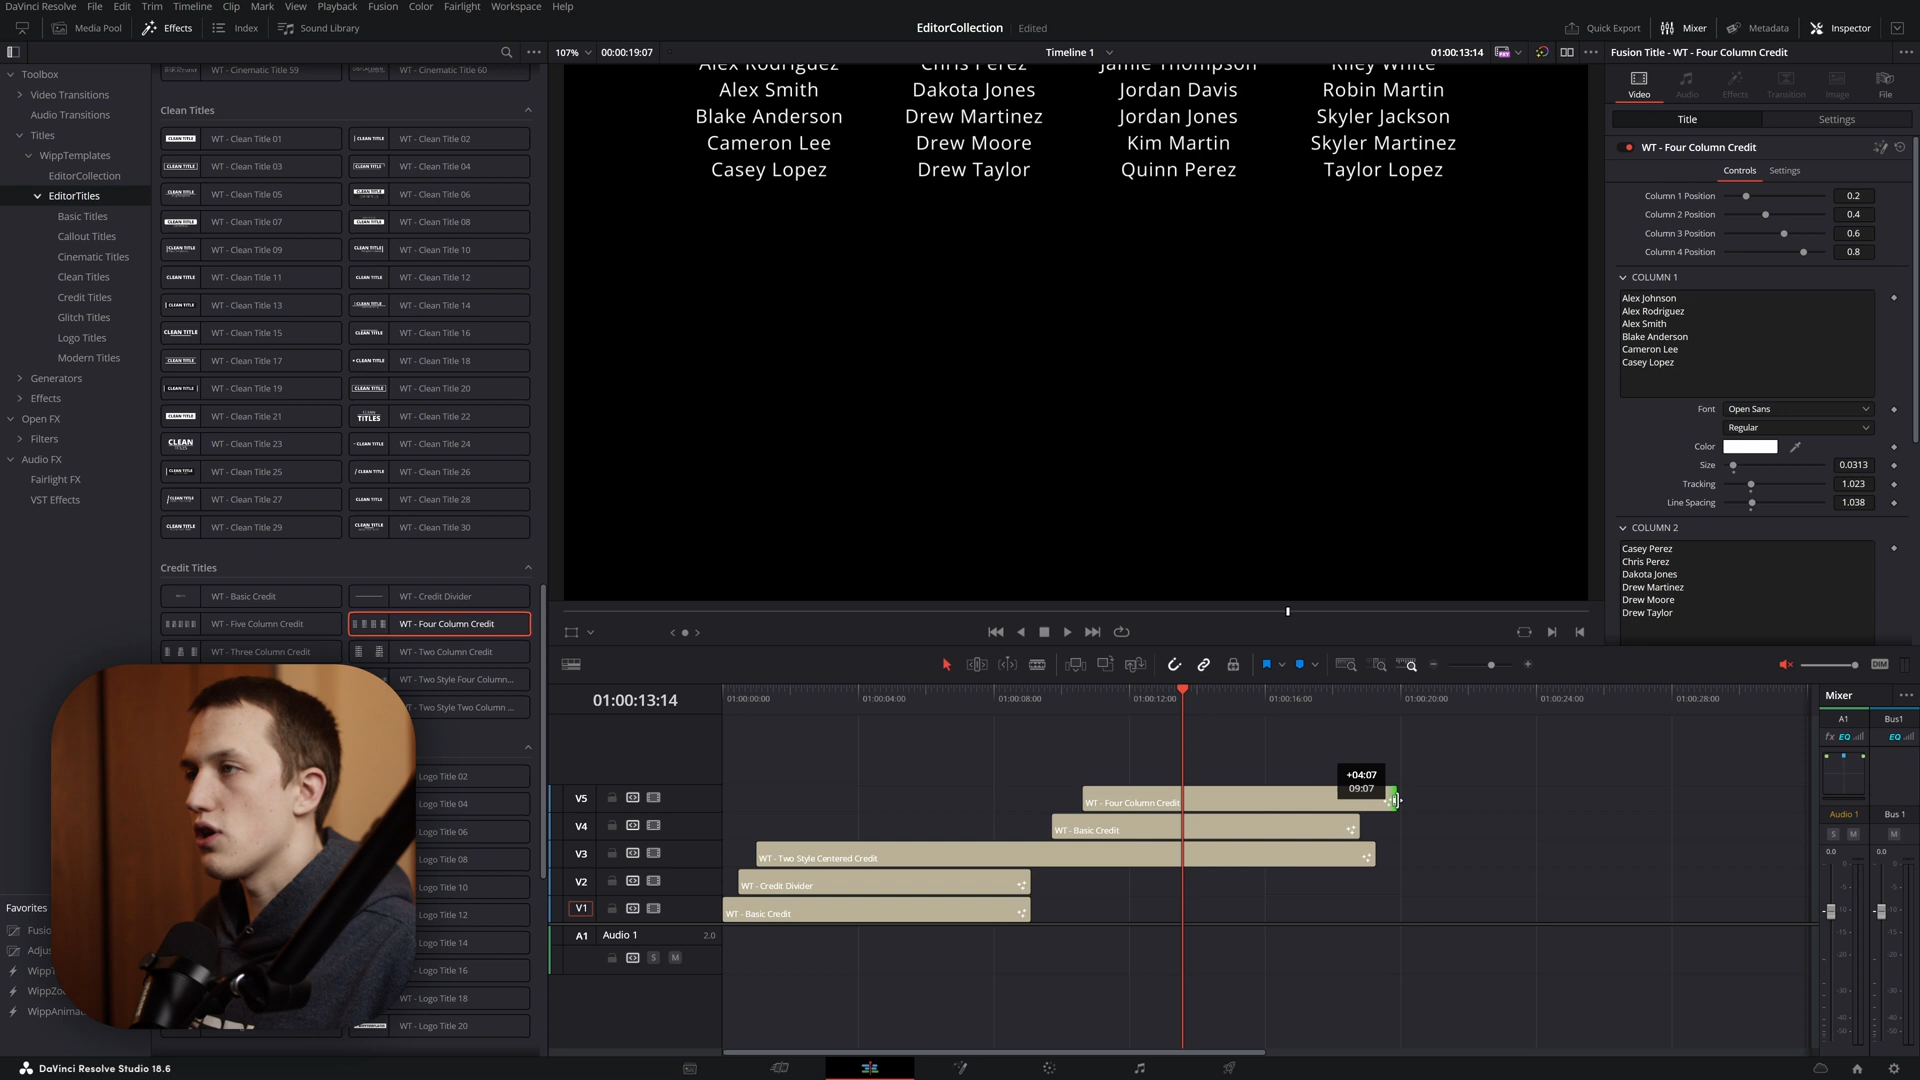 DaVinci Resolve File Edit Trim Timeline Clip Mark View Playback Fusion Color Fairlight Workspace Help
Media Pool Effects Index Sound Library
EditorCollection Edited
Quick Export Mixer Metadata Inspector
107% 00:00:19:07
Timeline 1
01:00:13:14
Fusion Title - WT - Four Column Credit
Toolbox
Video Transitions
Audio Transitions
Titles
WippTemplates
EditorCollection
EditorTitles
Basic Titles
Callout Titles
Cinematic Titles
Clean Titles
Credit Titles
Glitch Titles
Logo Titles
Modern Titles
Generators
Effects
Open FX
Filters
Audio FX
Fairlight FX
VST Effects
Favorites
WT - Cinematic Title 59 WT - Cinematic Title 60
Clean Titles
WT - Clean Title 01 WT - Clean Title 02
WT - Clean Title 03 WT - Clean Title 04
WT - Clean Title 05 WT - Clean Title 06
WT - Clean Title 07 WT - Clean Title 08
WT - Clean Title 09 WT - Clean Title 10
WT - Clean Title 11 WT - Clean Title 12
WT - Clean Title 13 WT - Clean Title 14
WT - Clean Title 15 WT - Clean Title 16
WT - Clean Title 17 WT - Clean Title 18
WT - Clean Title 19 WT - Clean Title 20
WT - Clean Title 21 WT - Clean Title 22
WT - Clean Title 23 WT - Clean Title 24
WT - Clean Title 25 WT - Clean Title 26
WT - Clean Title 27 WT - Clean Title 28
WT - Clean Title 29 WT - Clean Title 30
Credit Titles
WT - Basic Credit WT - Credit Divider
WT - Five Column Credit WT - Four Column Credit
WT - Three Column Credit WT - Two Column Credit
WT - Two Style Four Column...
WT - Two Style Two Column ...
Logo Title 02
Logo Title 04
Logo Title 06
Logo Title 08
Logo Title 10
Logo Title 12
Logo Title 14
Logo Title 16
Logo Title 18
Logo Title 20
Alex Rodriguez Chris Perez Jamie Thompson Riley White
Alex Smith Dakota Jones Jordan Davis Robin Martin
Blake Anderson Drew Martinez Jordan Jones Skyler Jackson
Cameron Lee Drew Moore Kim Martin Skyler Martinez
Casey Lopez Drew Taylor Quinn Perez Taylor Lopez
Video Audio Effects Transition Image File
Title Settings
WT - Four Column Credit
Controls Settings
Column 1 Position 0.2
Column 2 Position 0.4
Column 3 Position 0.6
Column 4 Position 0.8
COLUMN 1
Alex Johnson
Alex Rodriguez
Alex Smith
Blake Anderson
Cameron Lee
Casey Lopez
Font Open Sans
Regular
Color
Size 0.0313
Tracking 1.023
Line Spacing 1.038
COLUMN 2
Casey Perez
Chris Perez
Dakota Jones
Drew Martinez
Drew Moore
Drew Taylor
DIM
01:00:13:14
01:00:00:00 01:00:04:00 01:00:08:00 01:00:12:00 01:00:16:00 01:00:20:00 01:00:24:00 01:00:28:00
+04:07
09:07
V5 WT - Four Column Credit
V4 WT - Basic Credit
V3 WT - Two Style Centered Credit
V2 WT - Credit Divider
V1 WT - Basic Credit
A1 Audio 1 2.0
S M
Mixer
A1 Bus1
fx EQ EQ
Audio 1 Bus 1
S M M
0.0 0.0
DaVinci Resolve Studio 18.6